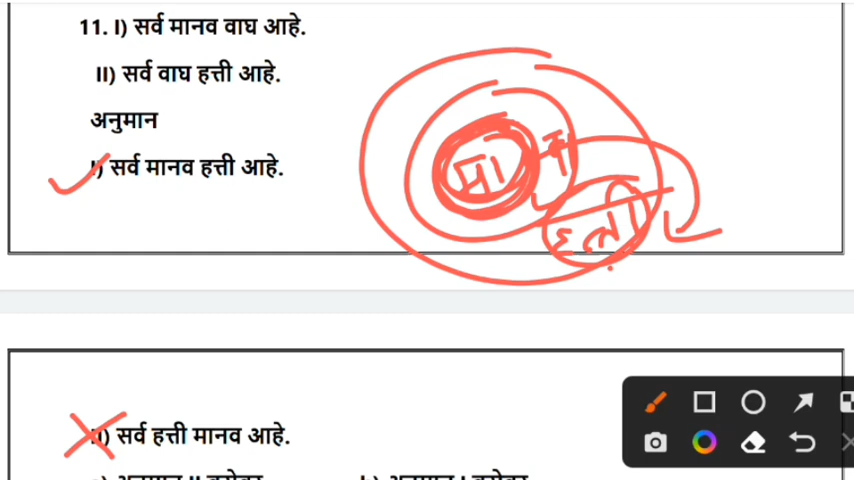 11. I) सर्व मानव वाघ आहे.
II) सर्व वाघ हत्ती आहे.
अनुमान
I) सर्व मानव हत्ती आहे.
मा
हत्ती
II) सर्व हत्ती मानव आहे.